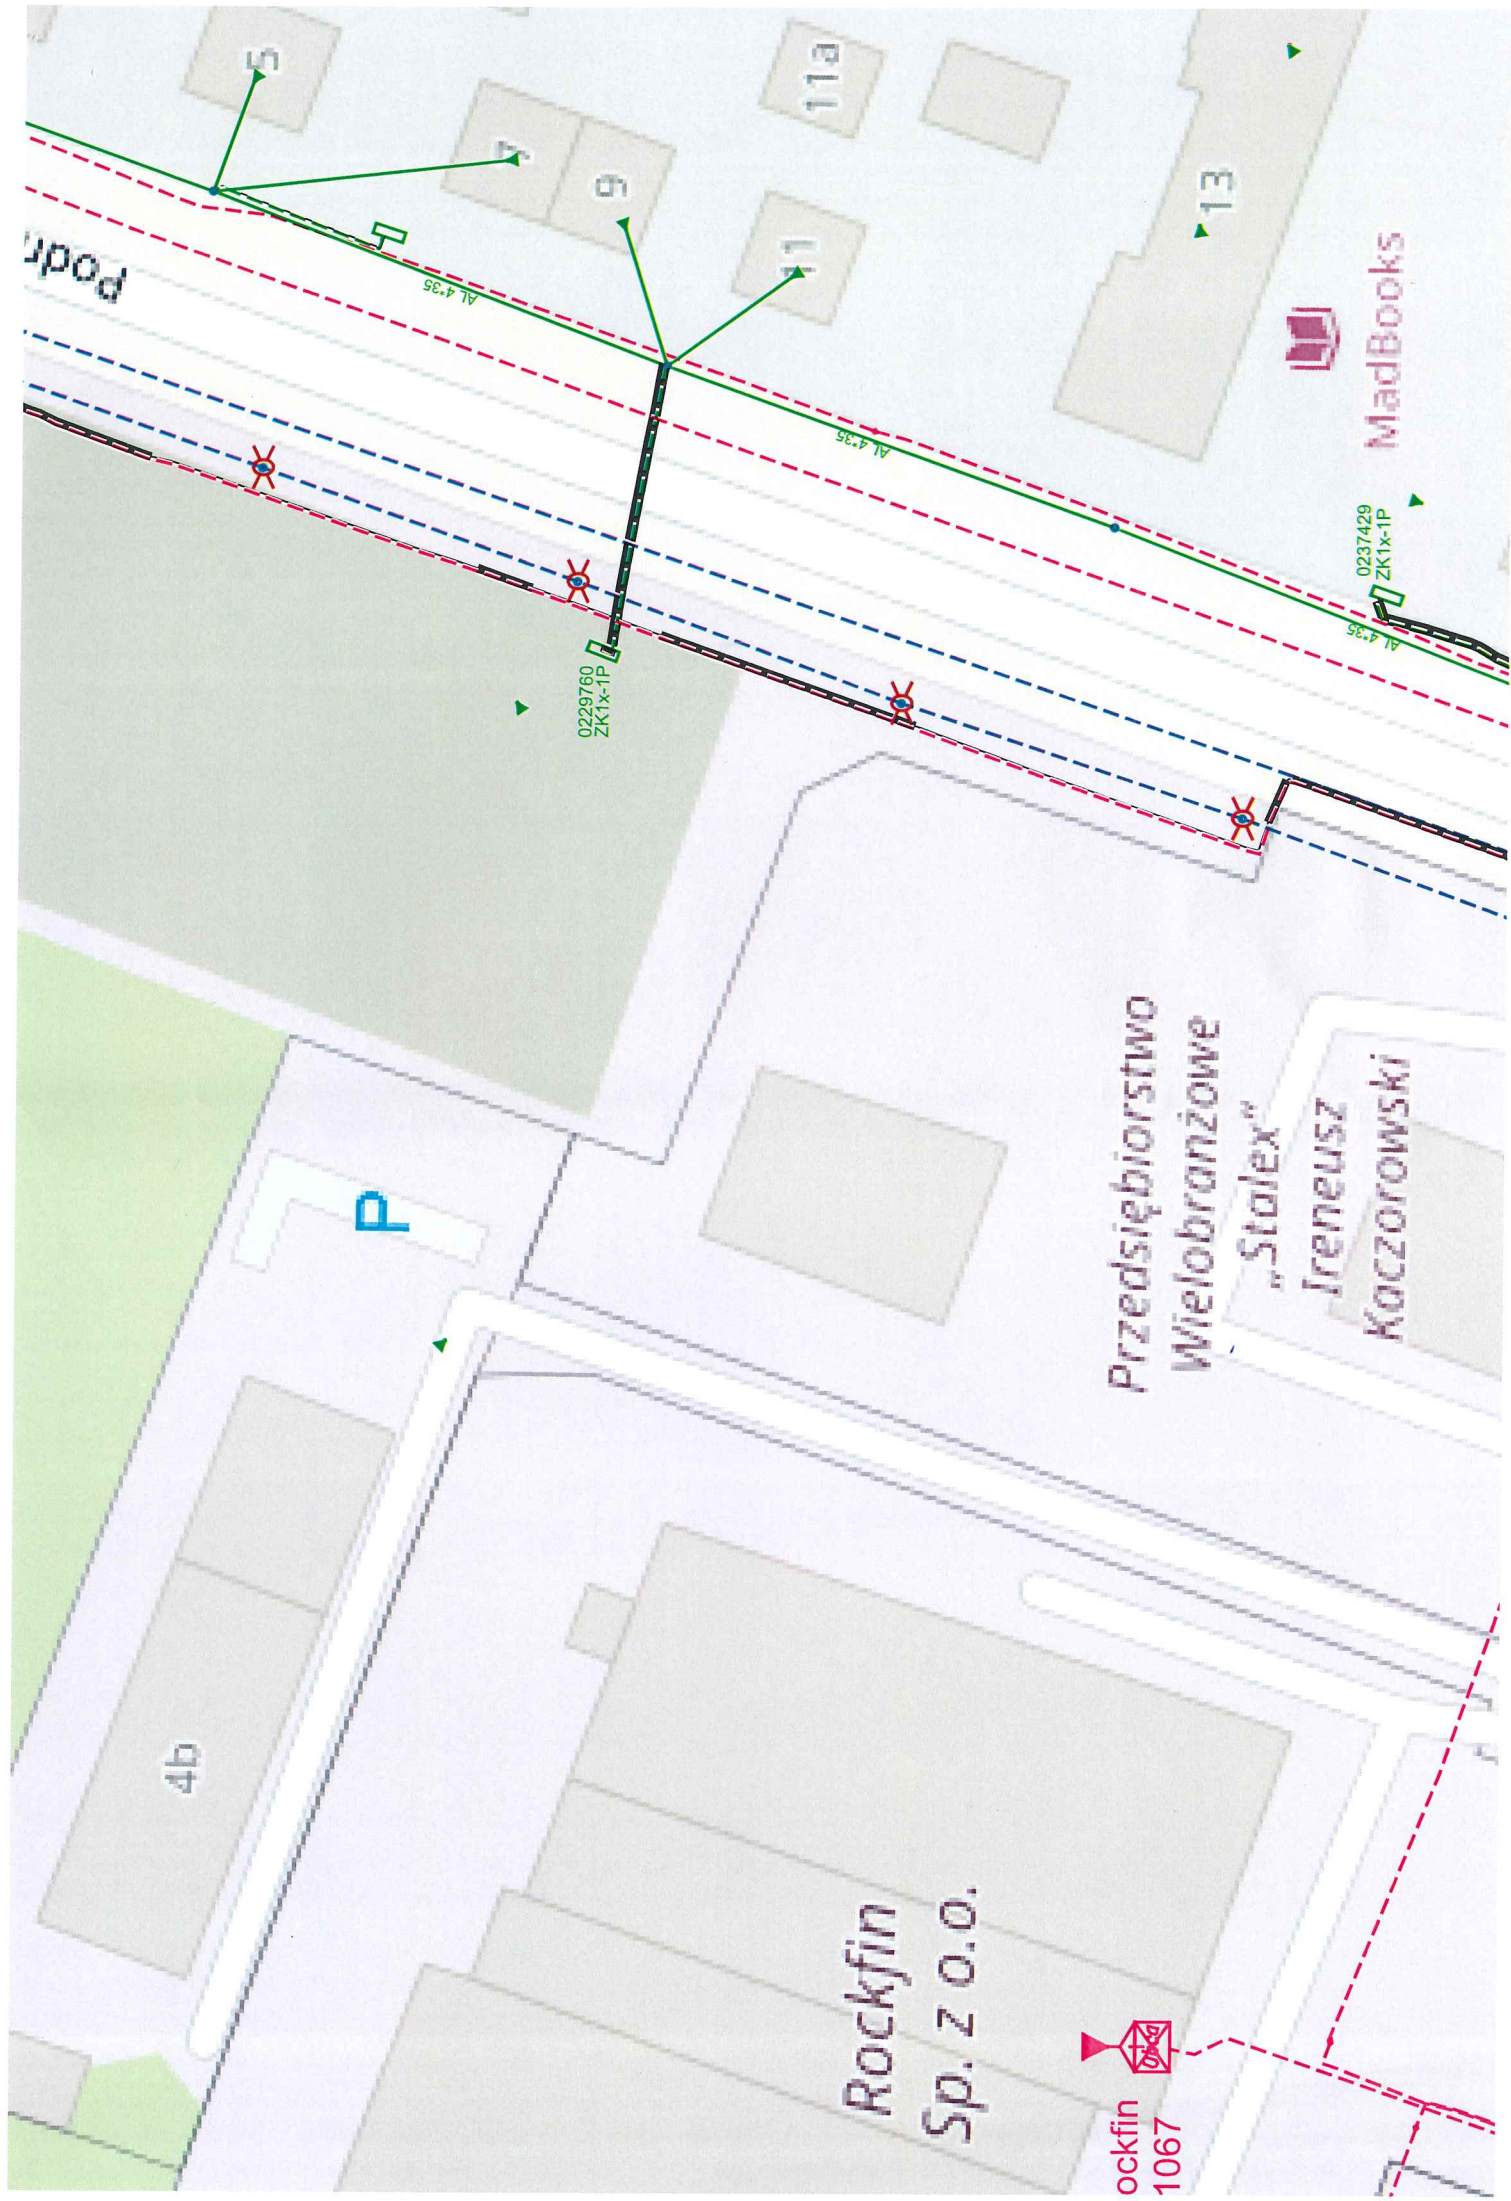 5
7
9
11
11a
13
Podr
AL 4*35
AL 4*35
AL 4*35
MadBooks
0237429
ZK1x-1P
0229760
ZK1x-1P
P
Przedsiębiorstwo
Wielobranżowe
„Stalex”
Ireneusz
Kaczorowski
4b
Rockfin
Sp. z o.o.
ockfin
1067